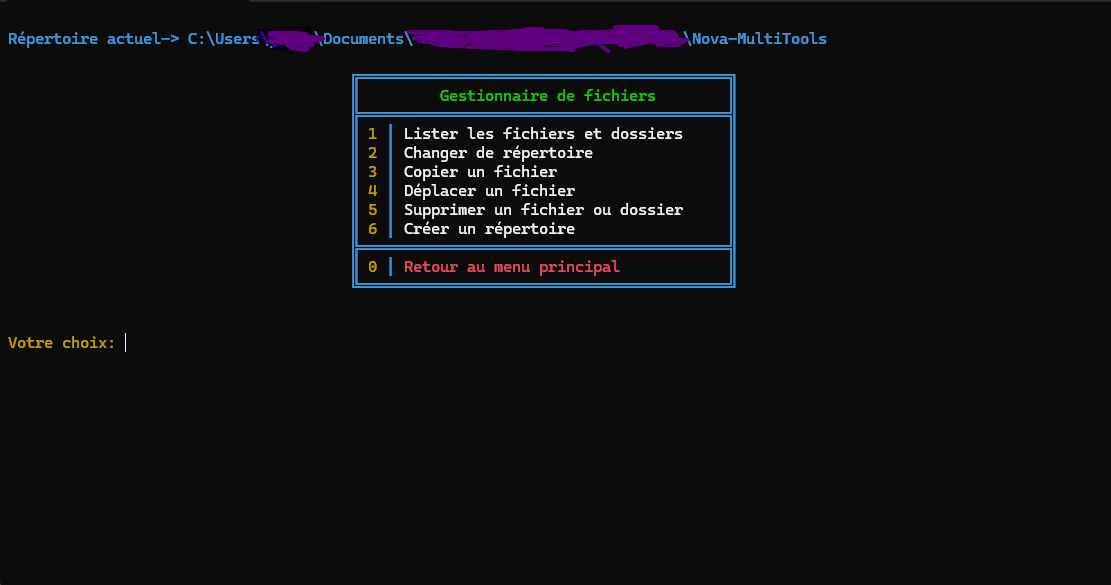 Répertoire actuel-> C:\Users\ \Documents\ \Nova-MultiTools
Gestionnaire de fichiers
1 | Lister les fichiers et dossiers
2 | Changer de répertoire
3 | Copier un fichier
4 | Déplacer un fichier
5 | Supprimer un fichier ou dossier
6 | Créer un répertoire
0 | Retour au menu principal
Votre choix: